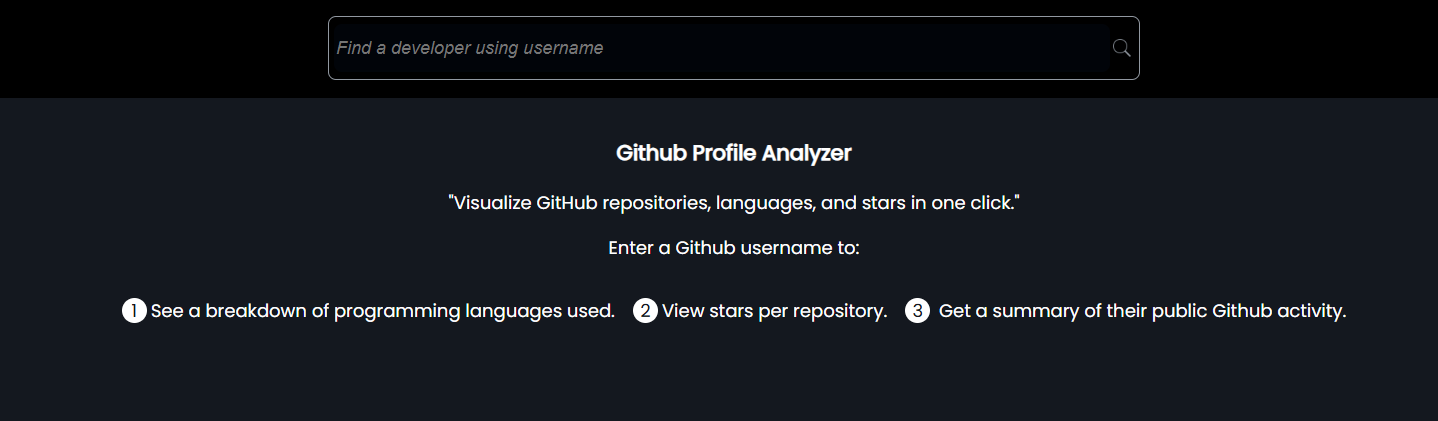 Find a developer using username
Github Profile Analyzer
"Visualize GitHub repositories, languages, and stars in one click."
Enter a Github username to:
1 See a breakdown of programming languages used. 2 View stars per repository. 3 Get a summary of their public Github activity.